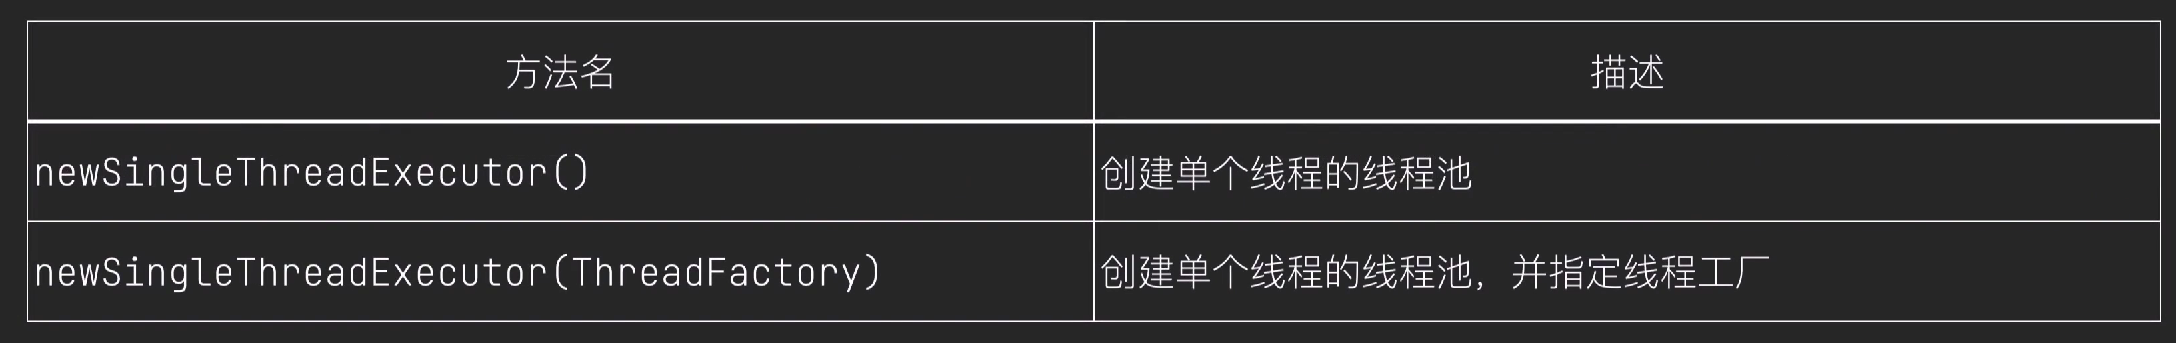 方法名 描述
newSingleThreadExecutor() 创建单个线程的线程池
newSingleThreadExecutor(ThreadFactory) 创建单个线程的线程池，并指定线程工厂